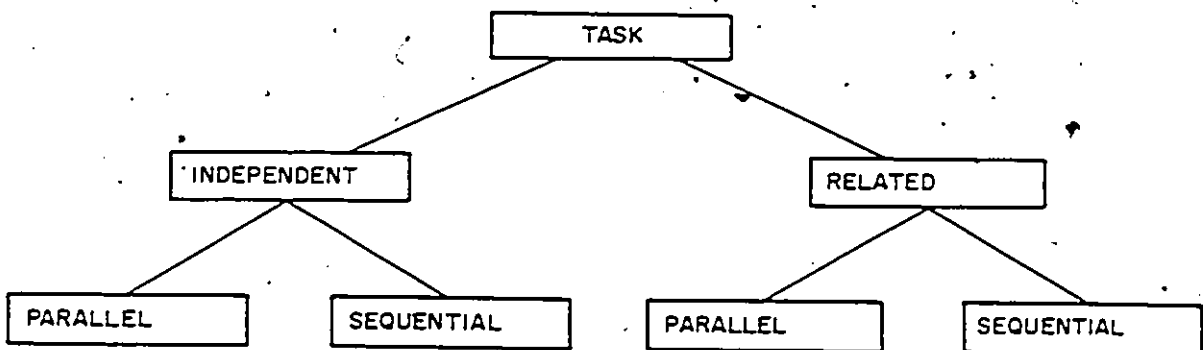 TASK
INDEPENDENT
RELATED
PARALLEL
SEQUENTIAL
PARALLEL
SEQUENTIAL